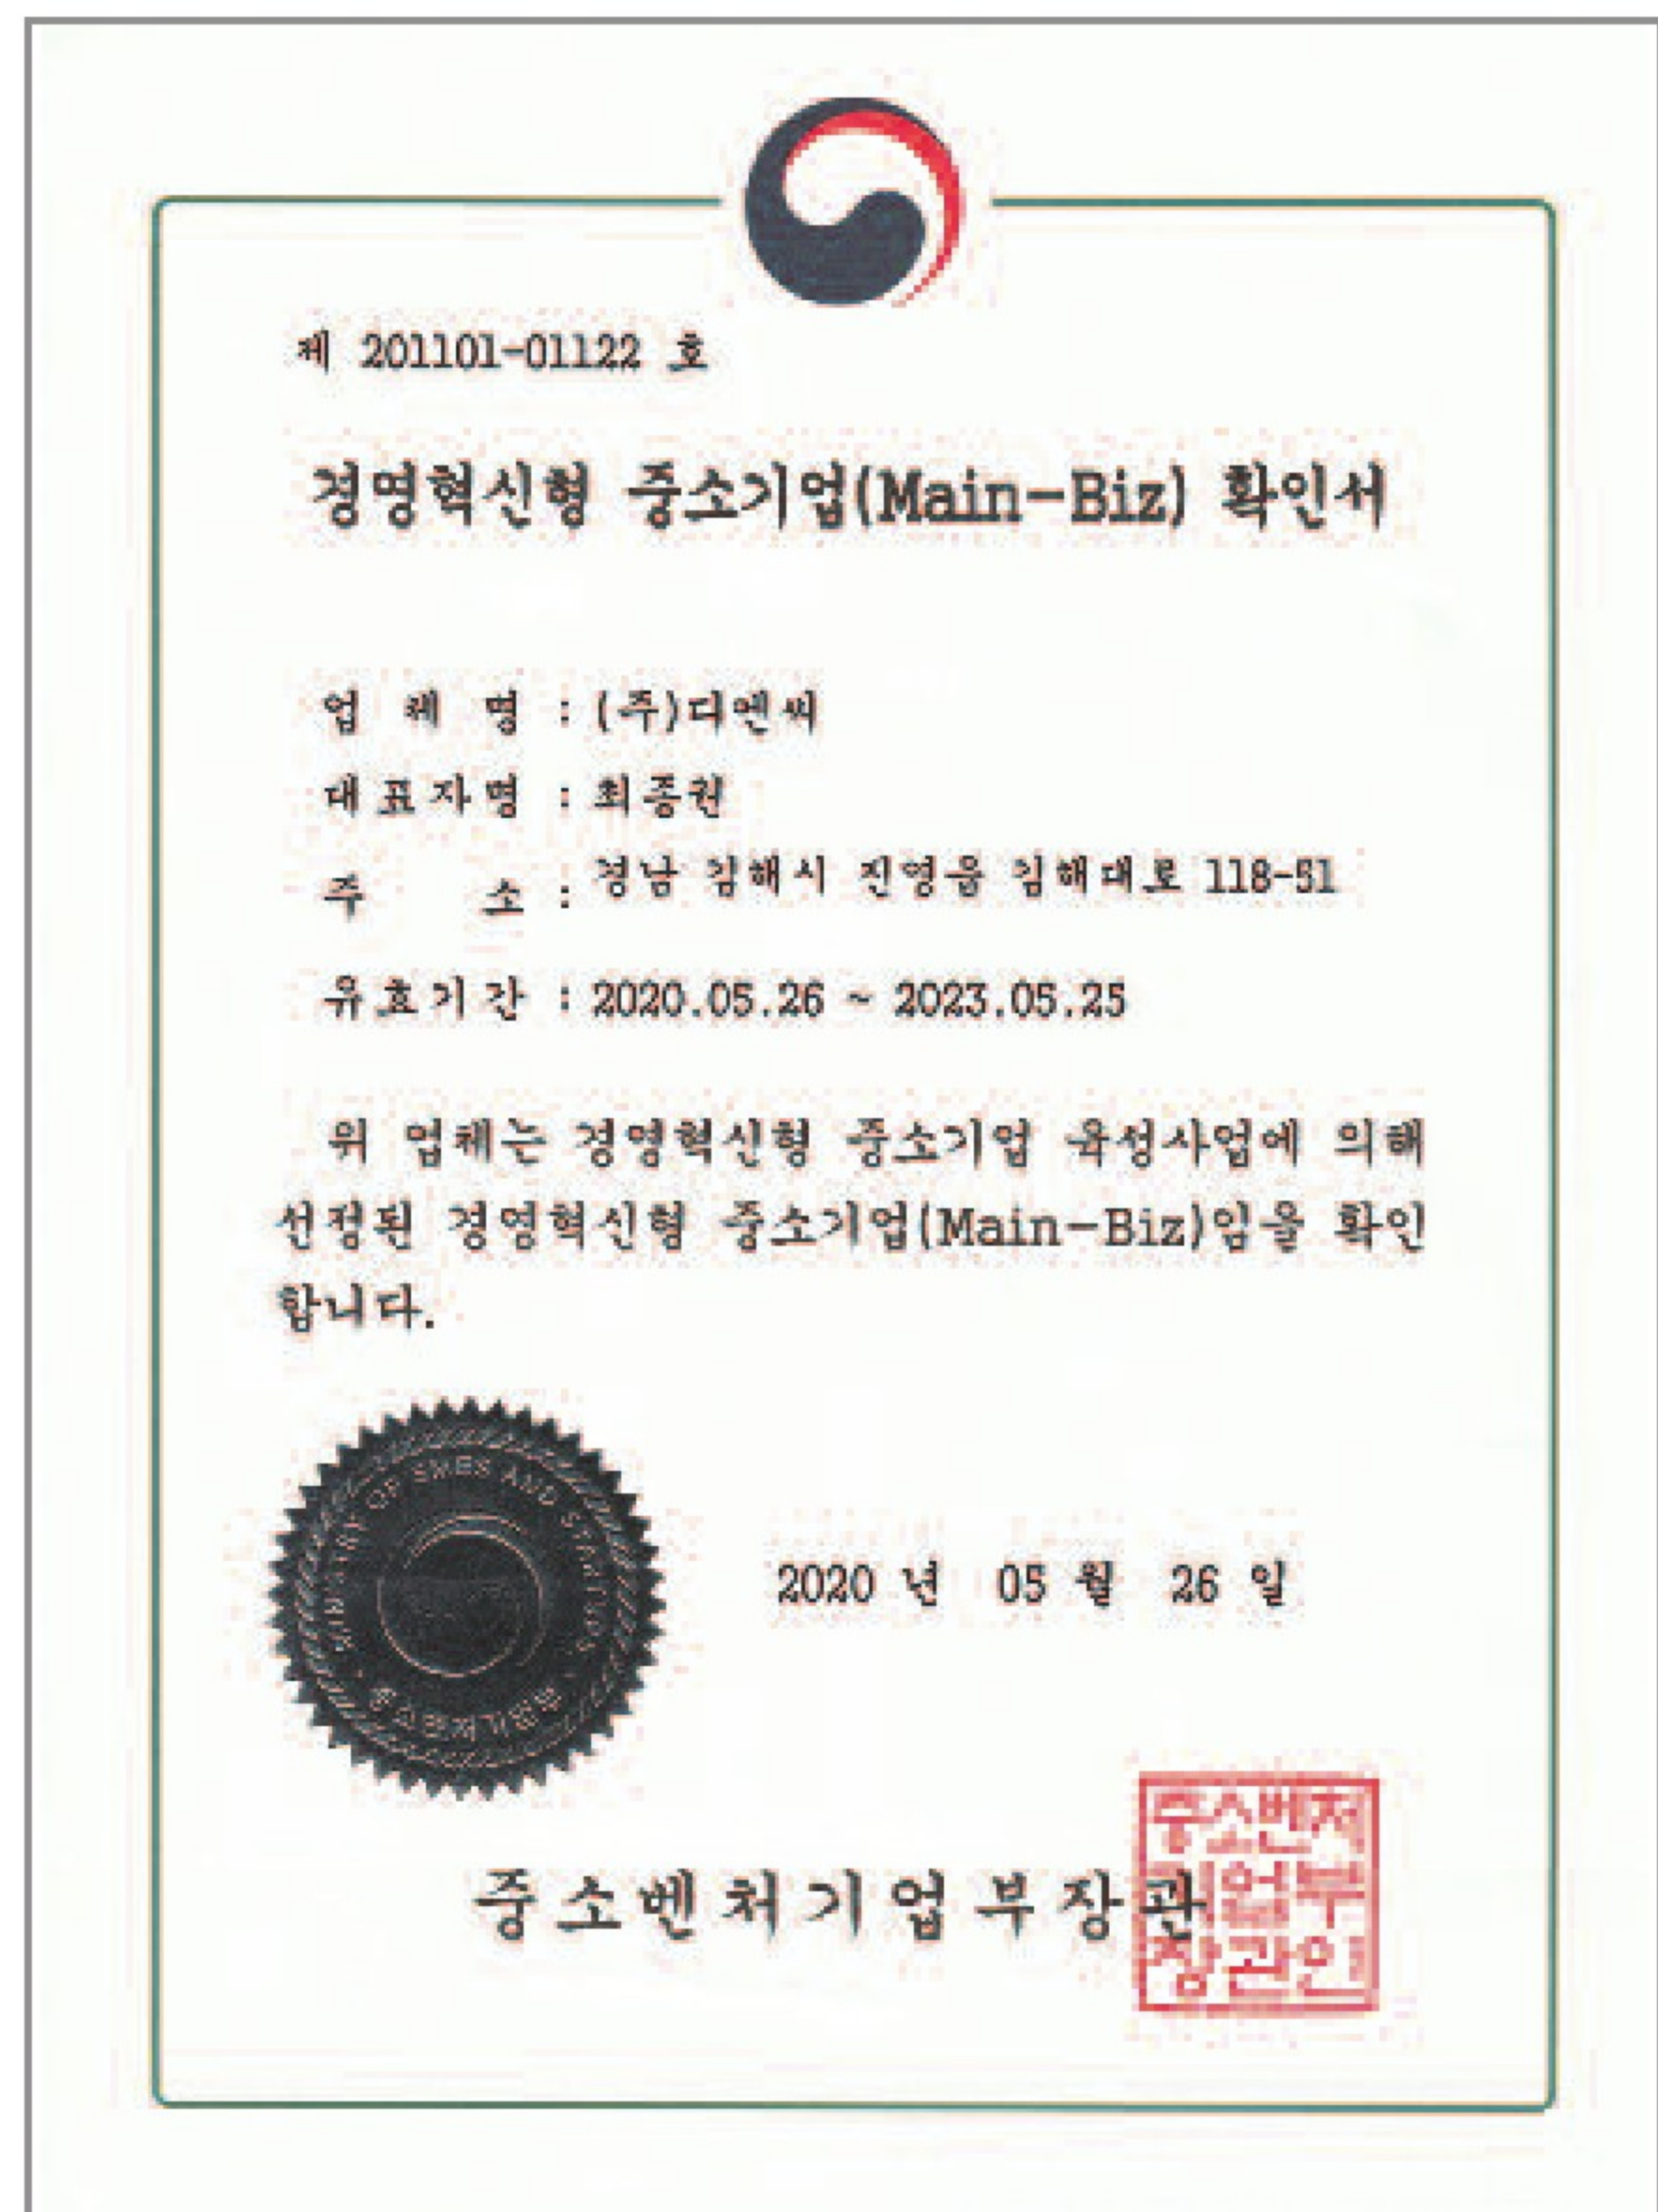 제 201101-01122 호
경영혁신형 중소기업(Main-Biz) 확인서
업 체 명 : (주)디엔씨
대표자명 : 최종원
주 소 : 경남 김해시 진영읍 김해대로 118-51
유효기간 : 2020.05.26 ~ 2023.05.25
위 업체는 경영혁신형 중소기업 육성사업에 의해
선정된 경영혁신형 중소기업(Main-Biz)임을 확인
합니다.
MINISTRY OF SMES AND STARTUPS
2020 년 05 월 26 일
중소벤처기업부장관
중소벤처
기업부
장관인